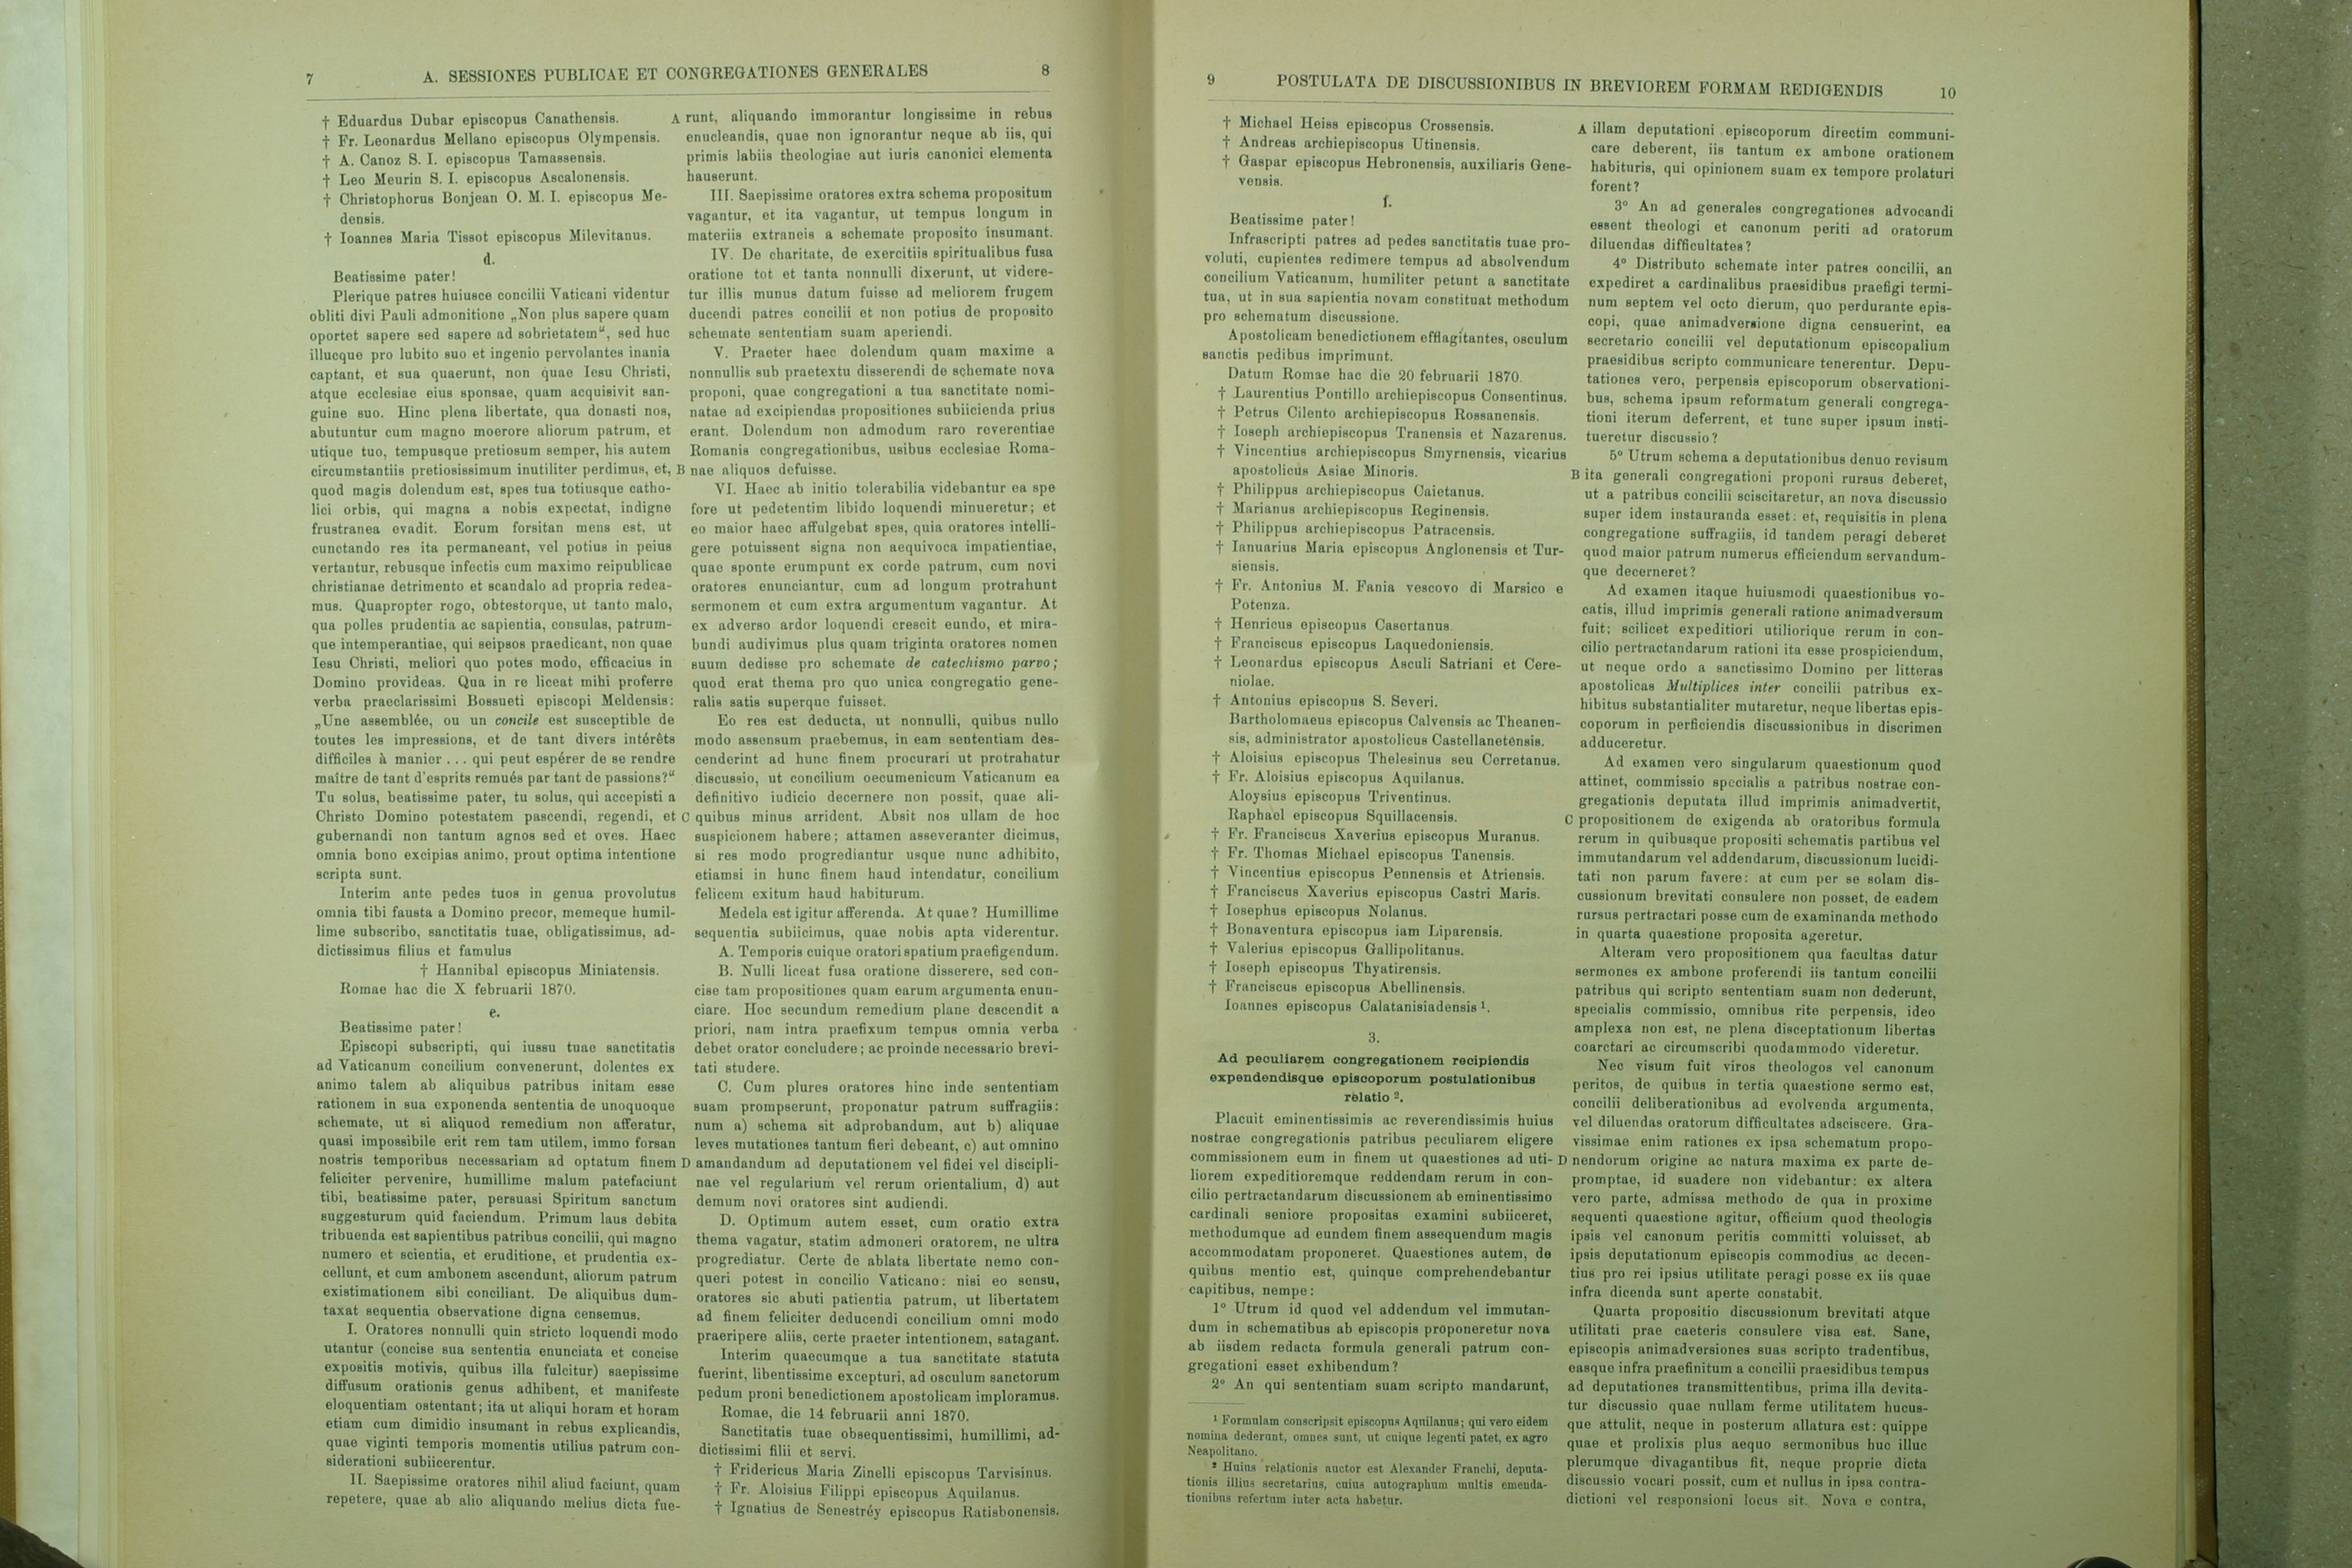 7
A. SESSIONES PUBLICAE ET CONGREGATIONES GENERALES
8
† Eduardus Dubar episcopus Canathensis.
† Fr. Leonardus Mellano episcopus Olympensis.
† A. Canoz S. I. episcopus Tamassensis.
† Leo Meurin S. I. episcopus Ascalonensis.
† Christophorus Bonjean O. M. I. episcopus Me-
densis.
† Ioannes Maria Tissot episcopus Milevitanus.
d.
Beatissime pater!
Plerique patres huiusce concilii Vaticani videntur
obliti divi Pauli admonitione „Non plus sapere quam
oportet sapere sed sapere ad sobrietatem“, sed huc
illucque pro lubito suo et ingenio pervolantes inania
captant, et sua quaerunt, non quae Iesu Christi,
atque ecclesiae eius sponsae, quam acquisivit san-
guine suo. Hinc plena libertate, qua donasti nos,
abutuntur cum magno moerore aliorum patrum, et
utique tuo, tempusque pretiosum semper, his autem
circumstantiis pretiosissimum inutiliter perdimus, et,
quod magis dolendum est, spes tua totiusque catho-
lici orbis, qui magna a nobis expectat, indigne
frustranea evadit. Eorum forsitan mens est, ut
cunctando res ita permaneant, vel potius in peius
vertantur, rebusque infectis cum maximo reipublicae
christianae detrimento et scandalo ad propria redea-
mus. Quapropter rogo, obtestorque, ut tanto malo,
qua polles prudentia ac sapientia, consulas, patrum-
que intemperantiae, qui seipsos praedicant, non quae
Iesu Christi, meliori quo potes modo, efficacius in
Domino provideas. Qua in re liceat mihi proferre
verba praeclarissimi Bossueti episcopi Meldensis:
„Une assemblée, ou un concile est susceptible de
toutes les impressions, et de tant divers intérêts
difficiles à manier . . . qui peut espérer de se rendre
maître de tant d'esprits remués par tant de passions?“
Tu solus, beatissime pater, tu solus, qui accepisti a
Christo Domino potestatem pascendi, regendi, et
gubernandi non tantum agnos sed et oves. Haec
omnia bono excipias animo, prout optima intentione
scripta sunt.
Interim ante pedes tuos in genua provolutus
omnia tibi fausta a Domino precor, memeque humil-
lime subscribo, sanctitatis tuae, obligatissimus, ad-
dictissimus filius et famulus
† Hannibal episcopus Miniatensis.
Romae hac die X februarii 1870.
e.
Beatissime pater!
Episcopi subscripti, qui iussu tuae sanctitatis
ad Vaticanum concilium convenerunt, dolentes ex
animo talem ab aliquibus patribus initam esse
rationem in sua exponenda sententia de unoquoque
schemate, ut si aliquod remedium non afferatur,
quasi impossibile erit rem tam utilem, immo forsan
nostris temporibus necessariam ad optatum finem
feliciter pervenire, humillime malum patefaciunt
tibi, beatissime pater, persuasi Spiritum sanctum
suggesturum quid faciendum. Primum laus debita
tribuenda est sapientibus patribus concilii, qui magno
numero et scientia, et eruditione, et prudentia ex-
cellunt, et cum ambonem ascendunt, aliorum patrum
existimationem sibi conciliant. De aliquibus dum-
taxat sequentia observatione digna censemus.
I. Oratores nonnulli quin stricto loquendi modo
utantur (concise sua sententia enunciata et concise
expositis motivis, quibus illa fulcitur) saepissime
diffusum orationis genus adhibent, et manifeste
eloquentiam ostentant; ita ut aliqui horam et horam
etiam cum dimidio insumant in rebus explicandis,
quae viginti temporis momentis utilius patrum con-
siderationi subiicerentur.
II. Saepissime oratores nihil aliud faciunt, quam
repetere, quae ab alio aliquando melius dicta fue-
A runt, aliquando immorantur longissime in rebus
enucleandis, quae non ignorantur neque ab iis, qui
primis labiis theologiae aut iuris canonici elementa
hauserunt.
III. Saepissime oratores extra schema propositum
vagantur, et ita vagantur, ut tempus longum in
materiis extraneis a schemate proposito insumant.
IV. De charitate, de exercitiis spiritualibus fusa
oratione tot et tanta nonnulli dixerunt, ut videre-
tur illis munus datum fuisse ad meliorem frugem
ducendi patres concilii et non potius de proposito
schemate sententiam suam aperiendi.
V. Praeter haec dolendum quam maxime a
nonnullis sub praetextu disserendi de schemate nova
proponi, quae congregationi a tua sanctitate nomi-
natae ad excipiendas propositiones subiicienda prius
erant. Dolendum non admodum raro reverentiae
Romanis congregationibus, usibus ecclesiae Roma-
B nae aliquos defuisse.
VI. Haec ab initio tolerabilia videbantur ea spe
fore ut pedetentim libido loquendi minueretur; et
eo maior haec affulgebat spes, quia oratores intelli-
gere potuissent signa non aequivoca impatientiae,
quae sponte erumpunt ex corde patrum, cum novi
oratores enunciantur, cum ad longum protrahunt
sermonem et cum extra argumentum vagantur. At
ex adverso ardor loquendi crescit eundo, et mira-
bundi audivimus plus quam triginta oratores nomen
suum dedisse pro schemate de catechismo parvo;
quod erat thema pro quo unica congregatio gene-
ralis satis superque fuisset.
Eo res est deducta, ut nonnulli, quibus nullo
modo assensum praebemus, in eam sententiam des-
cenderint ad hunc finem procurari ut protrahatur
discussio, ut concilium oecumenicum Vaticanum ea
definitivo iudicio decernere non possit, quae ali-
C quibus minus arrident. Absit nos ullam de hoc
suspicionem habere; attamen asseveranter dicimus,
si res modo progrediantur usque nunc adhibito,
etiamsi in hunc finem haud intendatur, concilium
felicem exitum haud habiturum.
Medela est igitur afferenda. At quae? Humillime
sequentia subiicimus, quae nobis apta viderentur.
A. Temporis cuique oratori spatium praefigendum.
B. Nulli liceat fusa oratione disserere, sed con-
cise tam propositiones quam earum argumenta enun-
ciare. Hoc secundum remedium plane descendit a
priori, nam intra praefixum tempus omnia verba
debet orator concludere; ac proinde necessario brevi-
tati studere.
C. Cum plures oratores hinc inde sententiam
suam prompserunt, proponatur patrum suffragiis:
num a) schema sit adprobandum, aut b) aliquae
leves mutationes tantum fieri debeant, c) aut omnino
D amandandum ad deputationem vel fidei vel discipli-
nae vel regularium vel rerum orientalium, d) aut
demum novi oratores sint audiendi.
D. Optimum autem esset, cum oratio extra
thema vagatur, statim admoneri oratorem, ne ultra
progrediatur. Certe de ablata libertate nemo con-
queri potest in concilio Vaticano: nisi eo sensu,
oratores sic abuti patientia patrum, ut libertatem
ad finem feliciter deducendi concilium omni modo
praeripere aliis, certe praeter intentionem, satagant.
Interim quaecumque a tua sanctitate statuta
fuerint, libentissime excepturi, ad osculum sanctorum
pedum proni benedictionem apostolicam imploramus.
Romae, die 14 februarii anni 1870.
Sanctitatis tuae obsequentissimi, humillimi, ad-
dictissimi filii et servi.
† Fridericus Maria Zinelli episcopus Tarvisinus.
† Fr. Aloisius Filippi episcopus Aquilanus.
† Ignatius de Senestréy episcopus Ratisbonensis.
9
POSTULATA DE DISCUSSIONIBUS IN BREVIOREM FORMAM REDIGENDIS
10
† Michael Heiss episcopus Crossensis.
† Andreas archiepiscopus Utinensis.
† Gaspar episcopus Hebronensis, auxiliaris Gene-
vensis.
f.
Beatissime pater!
Infrascripti patres ad pedes sanctitatis tuae pro-
voluti, cupientes redimere tempus ad absolvendum
concilium Vaticanum, humiliter petunt a sanctitate
tua, ut in sua sapientia novam constituat methodum
pro schematum discussione.
Apostolicam benedictionem efflagitantes, osculum
sanctis pedibus imprimunt.
Datum Romae hac die 20 februarii 1870.
† Laurentius Pontillo archiepiscopus Consentinus.
† Petrus Cilento archiepiscopus Rossanensis.
† Ioseph archiepiscopus Tranensis et Nazarenus.
† Vincentius archiepiscopus Smyrnensis, vicarius
apostolicus Asiae Minoris.
† Philippus archiepiscopus Caietanus.
† Marianus archiepiscopus Reginensis.
† Philippus archiepiscopus Patracensis.
† Ianuarius Maria episcopus Anglonensis et Tur-
siensis.
† Fr. Antonius M. Fania vescovo di Marsico e
Potenza.
† Henricus episcopus Casertanus.
† Franciscus episcopus Laquedoniensis.
† Leonardus episcopus Asculi Satriani et Cere-
niolae.
† Antonius episcopus S. Severi.
Bartholomaeus episcopus Calvensis ac Theanen-
sis, administrator apostolicus Castellanetensis.
† Aloisius episcopus Thelesinus seu Cerretanus.
† Fr. Aloisius episcopus Aquilanus.
Aloysius episcopus Triventinus.
Raphael episcopus Squillacensis.
† Fr. Franciscus Xaverius episcopus Muranus.
† Fr. Thomas Michael episcopus Tanensis.
† Vincentius episcopus Pennensis et Atriensis.
† Franciscus Xaverius episcopus Castri Maris.
† Iosephus episcopus Nolanus.
† Bonaventura episcopus iam Liparensis.
† Valerius episcopus Gallipolitanus.
† Ioseph episcopus Thyatirensis.
† Franciscus episcopus Abellinensis.
Ioannes episcopus Calatanisiadensis ¹.
3.
Ad peculiarem congregationem recipiendis
expendendisque episcoporum postulationibus
relatio ².
Placuit eminentissimis ac reverendissimis huius
nostrae congregationis patribus peculiarem eligere
commissionem eum in finem ut quaestiones ad uti-
liorem expeditioremque reddendam rerum in con-
cilio pertractandarum discussionem ab eminentissimo
cardinali seniore propositas examini subiiceret,
methodumque ad eundem finem assequendum magis
accommodatam proponeret. Quaestiones autem, de
quibus mentio est, quinque comprehendebantur
capitibus, nempe:
1° Utrum id quod vel addendum vel immutan-
dum in schematibus ab episcopis proponeretur nova
ab iisdem redacta formula generali patrum con-
gregationi esset exhibendum?
2° An qui sententiam suam scripto mandarunt,
¹ Formulam conscripsit episcopus Aquilanus; qui vero eidem
nomina dederunt, omnes sunt, ut cuique legenti patet, ex agro
Neapolitano.
² Huius relationis auctor est Alexander Franchi, deputa-
tionis illius secretarius, cuius autographum multis emenda-
tionibus refertum inter acta habetur.
A illam deputationi episcoporum directim communi-
care deberent, iis tantum ex ambone orationem
habituris, qui opinionem suam ex tempore prolaturi
forent?
3° An ad generales congregationes advocandi
essent theologi et canonum periti ad oratorum
diluendas difficultates?
4° Distributo schemate inter patres concilii, an
expediret a cardinalibus praesidibus praefigi termi-
num septem vel octo dierum, quo perdurante epis-
copi, quae animadversione digna censuerint, ea
secretario concilii vel deputationum episcopalium
praesidibus scripto communicare tenerentur. Depu-
tationes vero, perpensis episcoporum observationi-
bus, schema ipsum reformatum generali congrega-
tioni iterum deferrent, et tunc super ipsum insti-
tueretur discussio?
5° Utrum schema a deputationibus denuo revisum
B ita generali congregationi proponi rursus deberet,
ut a patribus concilii sciscitaretur, an nova discussio
super idem instauranda esset: et, requisitis in plena
congregatione suffragiis, id tandem peragi deberet
quod maior patrum numerus efficiendum servandum-
que decerneret?
Ad examen itaque huiusmodi quaestionibus vo-
catis, illud imprimis generali ratione animadversum
fuit; scilicet expeditiori utiliorique rerum in con-
cilio pertractandarum rationi ita esse prospiciendum,
ut neque ordo a sanctissimo Domino per litteras
apostolicas Multiplices inter concilii patribus ex-
hibitus substantialiter mutaretur, neque libertas epis-
coporum in perficiendis discussionibus in discrimen
adduceretur.
Ad examen vero singularum quaestionum quod
attinet, commissio specialis a patribus nostrae con-
gregationis deputata illud imprimis animadvertit,
C propositionem de exigenda ab oratoribus formula
rerum in quibusque propositi schematis partibus vel
immutandarum vel addendarum, discussionum lucidi-
tati non parum favere: at cum per se solam dis-
cussionum brevitati consulere non posset, de eadem
rursus pertractari posse cum de examinanda methodo
in quarta quaestione proposita ageretur.
Alteram vero propositionem qua facultas datur
sermones ex ambone proferendi iis tantum concilii
patribus qui scripto sententiam suam non dederunt,
specialis commissio, omnibus rite perpensis, ideo
amplexa non est, ne plena disceptationum libertas
coarctari ac circumscribi quodammodo videretur.
Nec visum fuit viros theologos vel canonum
peritos, de quibus in tertia quaestione sermo est,
concilii deliberationibus ad evolvenda argumenta,
vel diluendas oratorum difficultates adsciscere. Gra-
vissimae enim rationes ex ipsa schematum propo-
D nendorum origine ac natura maxima ex parte de-
promptae, id suadere non videbantur: ex altera
vero parte, admissa methodo de qua in proxime
sequenti quaestione agitur, officium quod theologis
ipsis vel canonum peritis committi voluisset, ab
ipsis deputationum episcopis commodius ac decen-
tius pro rei ipsius utilitate peragi posse ex iis quae
infra dicenda sunt aperte constabit.
Quarta propositio discussionum brevitati atque
utilitati prae caeteris consulere visa est. Sane,
episcopis animadversiones suas scripto tradentibus,
easque infra praefinitum a concilii praesidibus tempus
ad deputationes transmittentibus, prima illa devita-
tur discussio quae nullam ferme utilitatem hucus-
que attulit, neque in posterum allatura est: quippe
quae et prolixis plus aequo sermonibus huc illuc
plerumque divagantibus fit, neque proprie dicta
discussio vocari possit, cum et nullus in ipsa contra-
dictioni vel responsioni locus sit. Nova e contra,